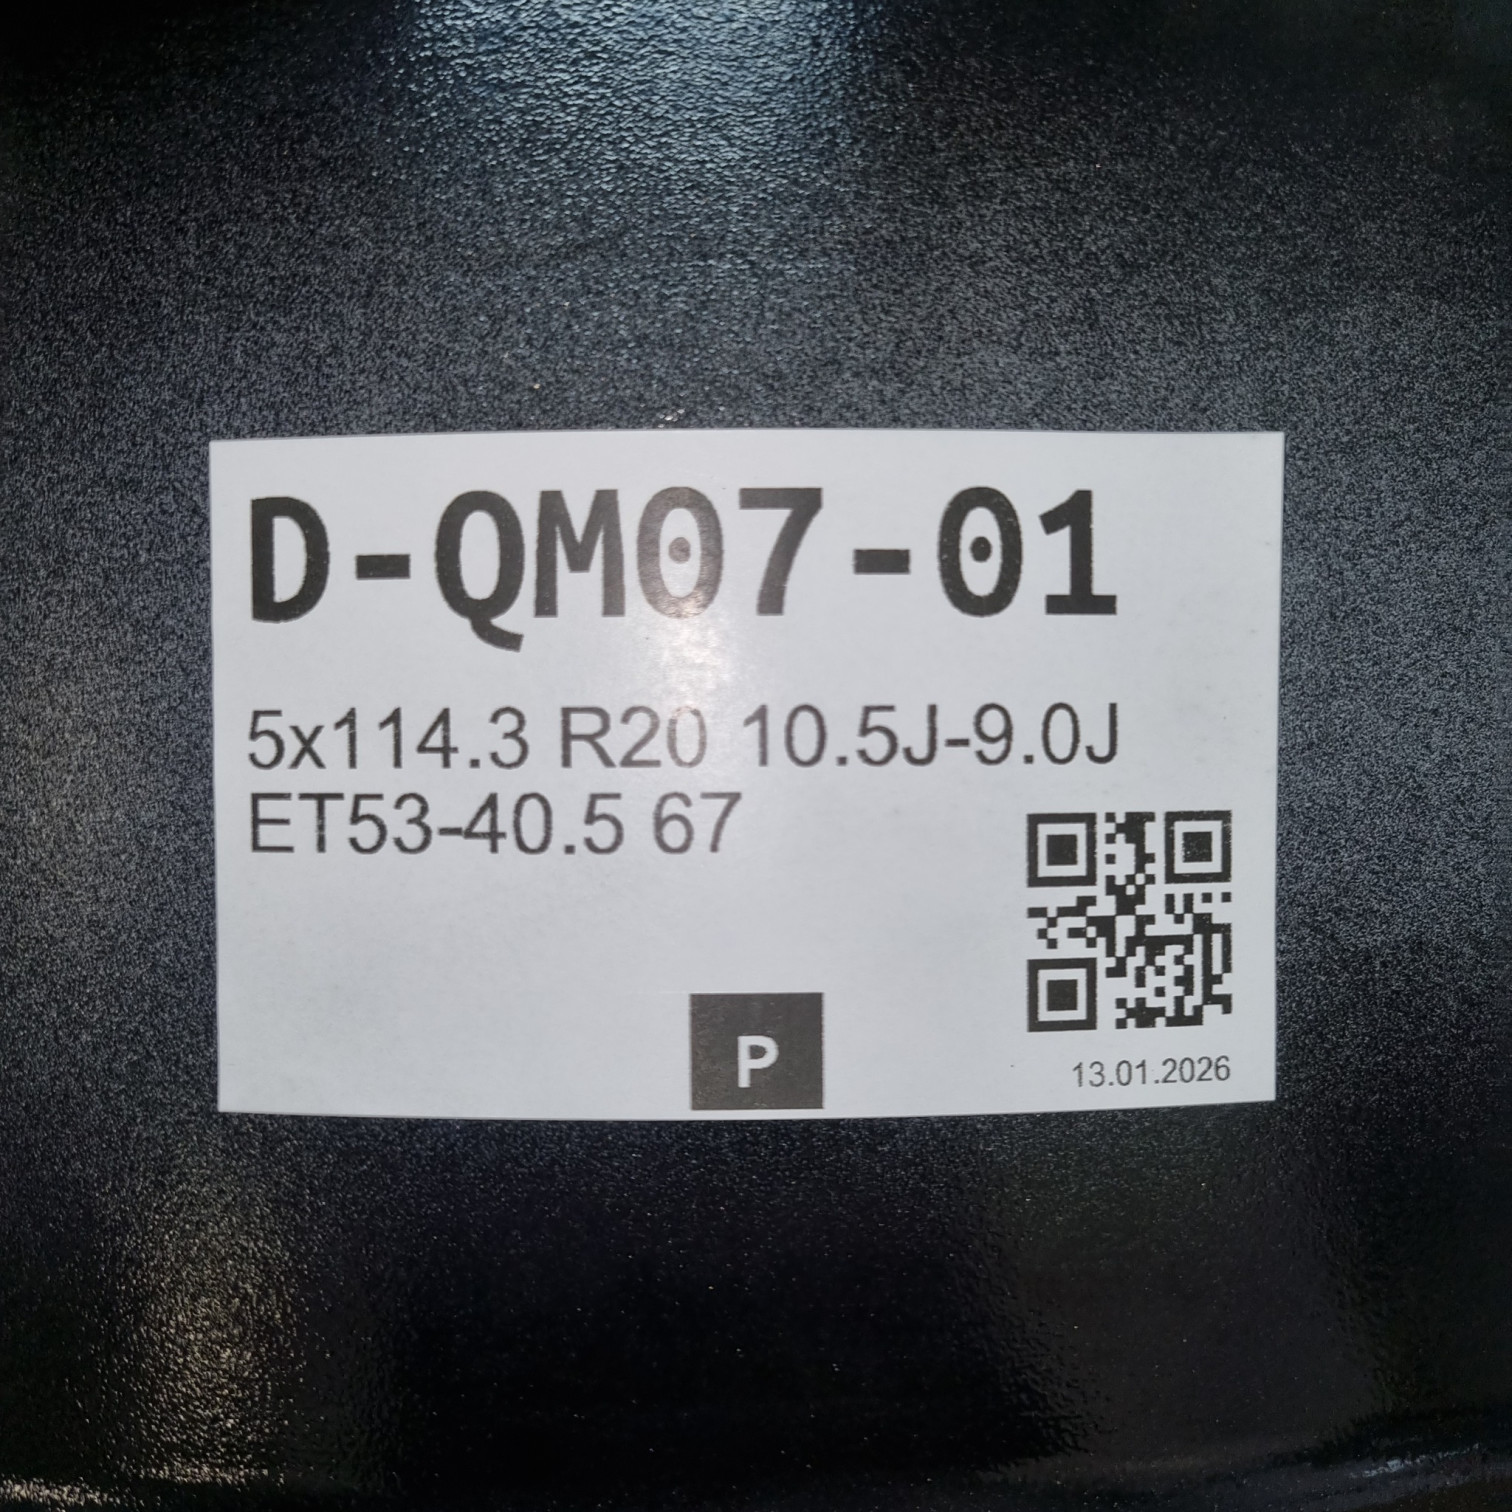 D-QM07-01
5x114.3 R20 10.5J-9.0J
ET53-40.5 67
P
13.01.2026